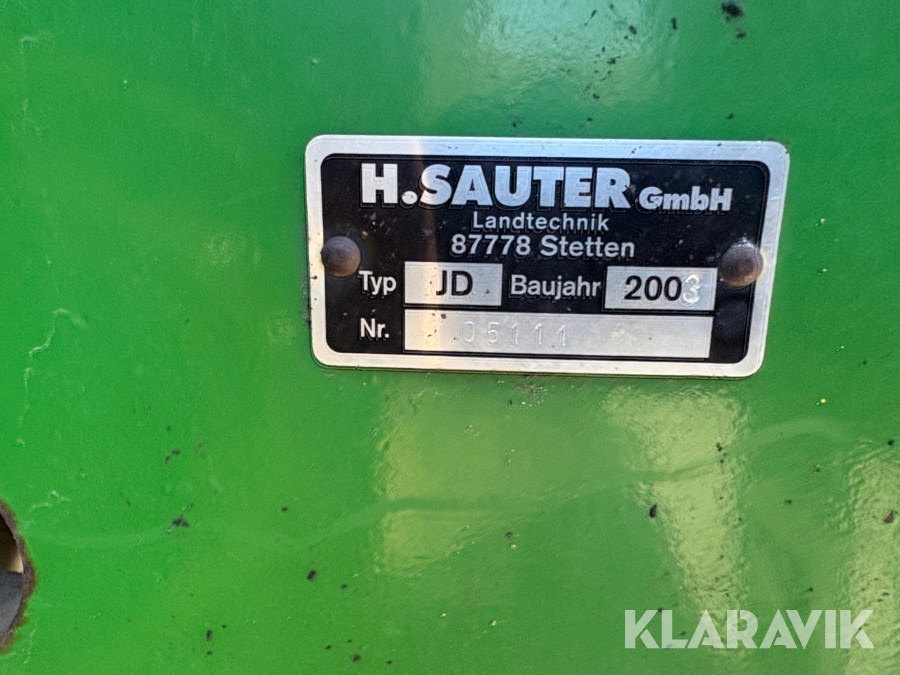 H.SAUTER GmbH
Landtechnik
87778 Stetten
Typ JD Baujahr 2003
Nr. 05111
KLARAVIK